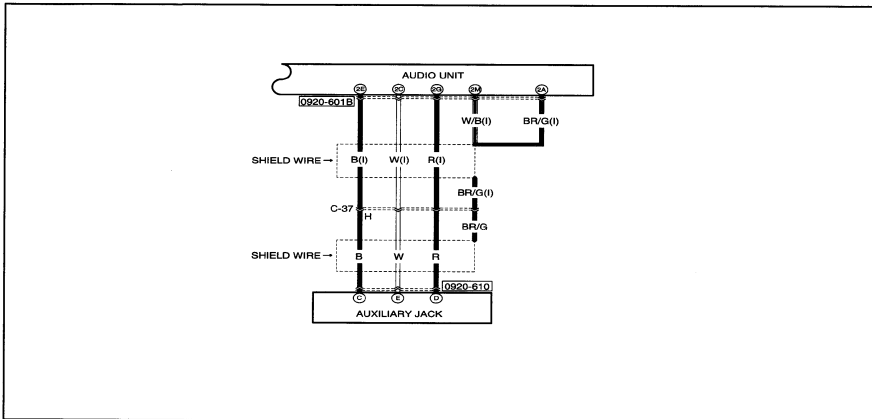 AUDIO UNIT
2E 2C 2G 2M 2A
0920-601B
W/B(I) BR/G(I)
SHIELD WIRE→ B(I) W(I) R(I)
BR/G(I)
C-37
H
BR/G
SHIELD WIRE→ B W R
0920-610
C E D
AUXILIARY JACK